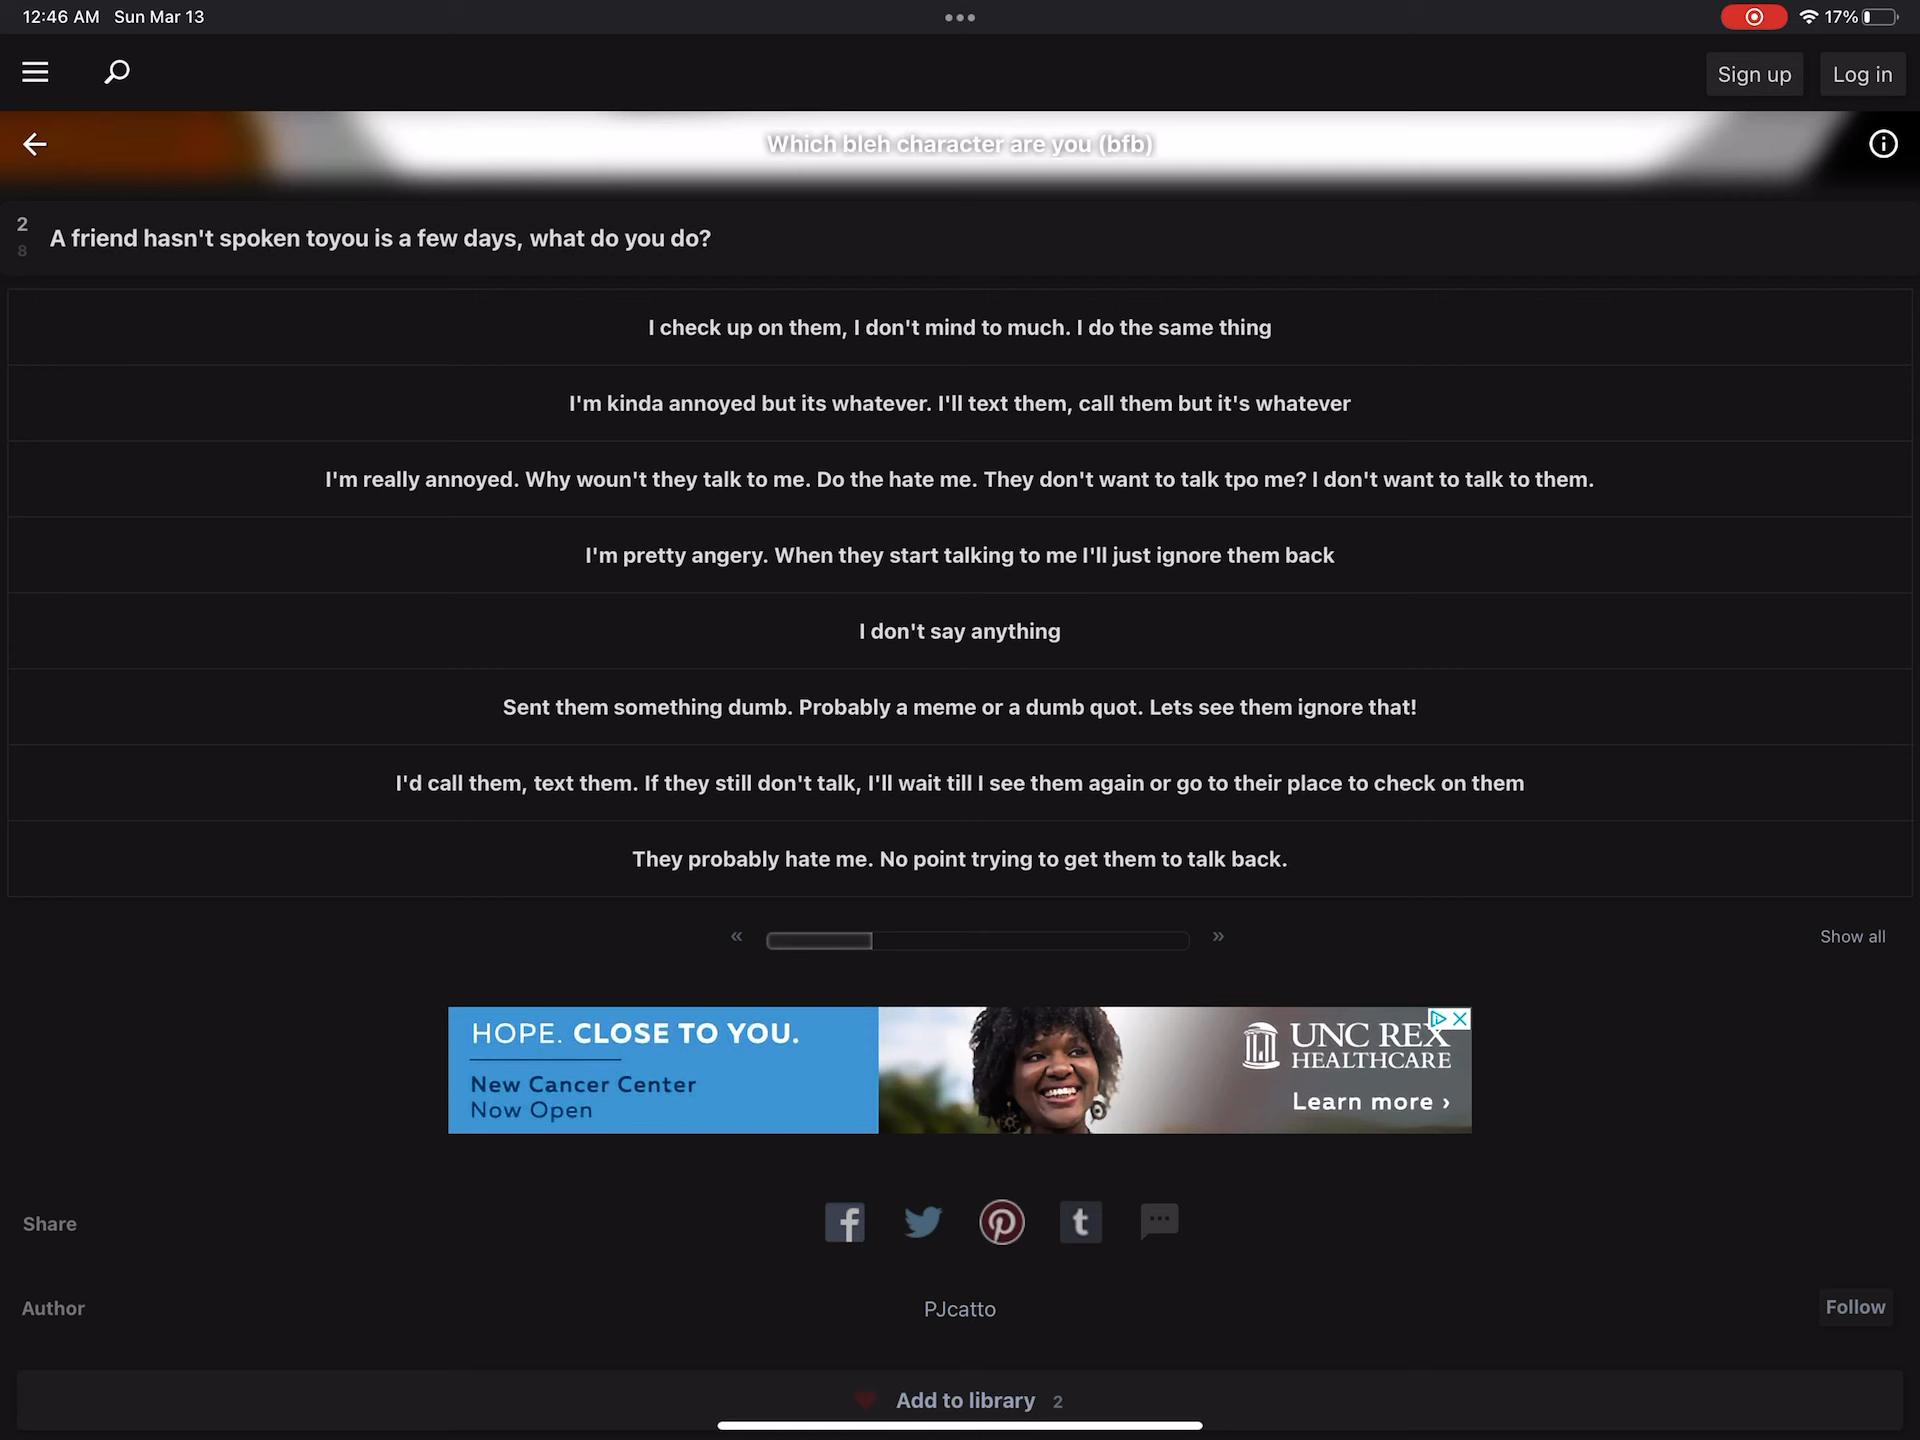 12:46 AM Sun Mar 13
17%
Sign up
Log in
Which bleh character are you (bfb)
2
8
A friend hasn't spoken toyou is a few days, what do you do?
I check up on them, I don't mind to much. I do the same thing
I'm kinda annoyed but its whatever. I'll text them, call them but it's whatever
I'm really annoyed. Why woun't they talk to me. Do the hate me. They don't want to talk tpo me? I don't want to talk to them.
I'm pretty angery. When they start talking to me I'll just ignore them back
I don't say anything
Sent them something dumb. Probably a meme or a dumb quot. Lets see them ignore that!
I'd call them, text them. If they still don't talk, I'll wait till I see them again or go to their place to check on them
They probably hate me. No point trying to get them to talk back.
« »
Show all
HOPE. CLOSE TO YOU.
New Cancer Center
Now Open
UNC REX
HEALTHCARE
Learn more ›
Share
Author
PJcatto
Follow
Add to library 2